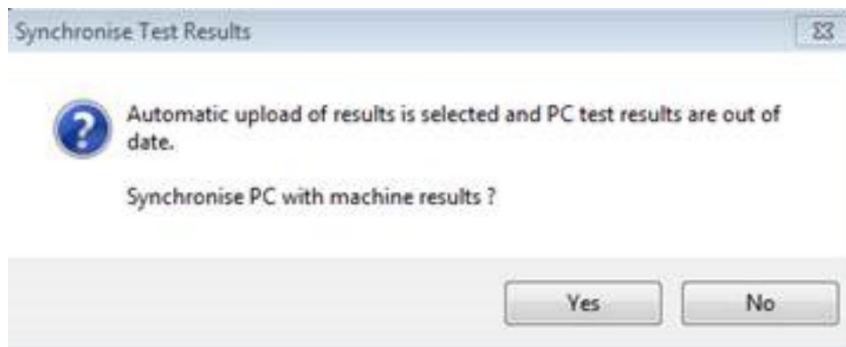 Synchronise Test Results
Automatic upload of results is selected and PC test results are out of
date.
Synchronise PC with machine results ?
Yes
No